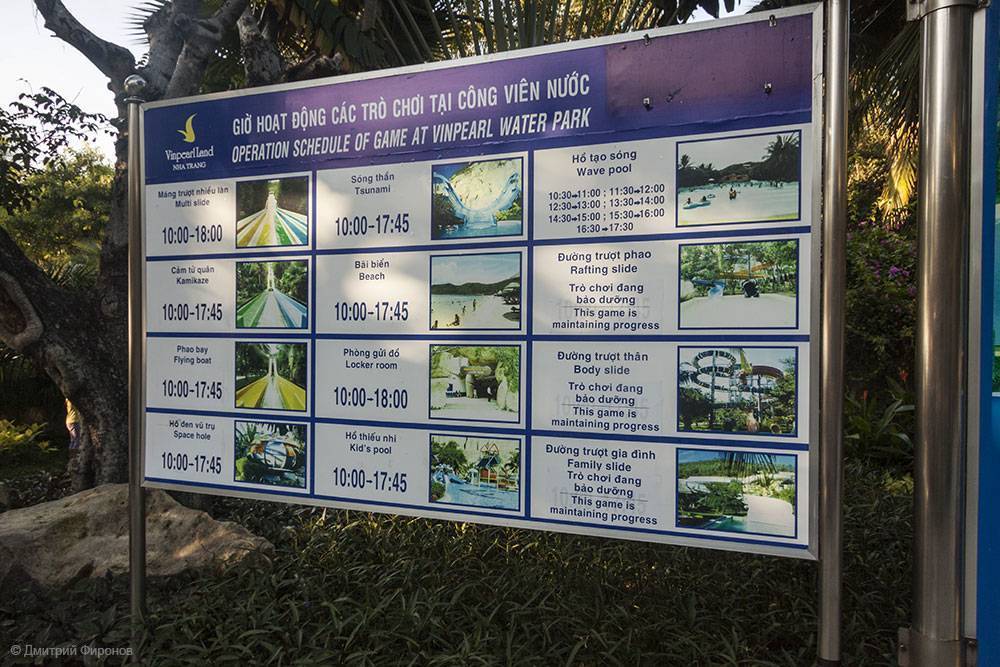 GIỜ HOẠT ĐỘNG CÁC TRÒ CHƠI TẠI CÔNG VIÊN NƯỚC
OPERATION SCHEDULE OF GAME AT VINPEARL WATER PARK
VinpearlLand
NHA TRANG
Máng trượt nhiều làn
Multi slide
10:00-18:00
Sóng thần
Tsunami
10:00-17:45
Hồ tạo sóng
Wave pool
10:30➡11:00 ; 11:30➡12:00
12:30➡13:00 ; 13:30➡14:00
14:30➡15:00 ; 15:30➡16:00
16:30➡17:30
Cảm tử quân
Kamikaze
10:00-17:45
Bãi biển
Beach
10:00-17:45
Đường trượt phao
Rafting slide
Trò chơi đang
bảo dưỡng
This game is
maintaining progress
Phao bay
Flying boat
10:00-17:45
Phòng gửi đồ
Locker room
10:00-18:00
Đường trượt thân
Body slide
Trò chơi đang
bảo dưỡng
This game is
maintaining progress
Hố đen vũ trụ
Space hole
10:00-17:45
Hồ thiếu nhi
Kid's pool
10:00-17:45
Đường trượt gia đình
Family slide
Trò chơi đang
bảo dưỡng
This game is
maintaining progress
© Дмитрий Фиронов